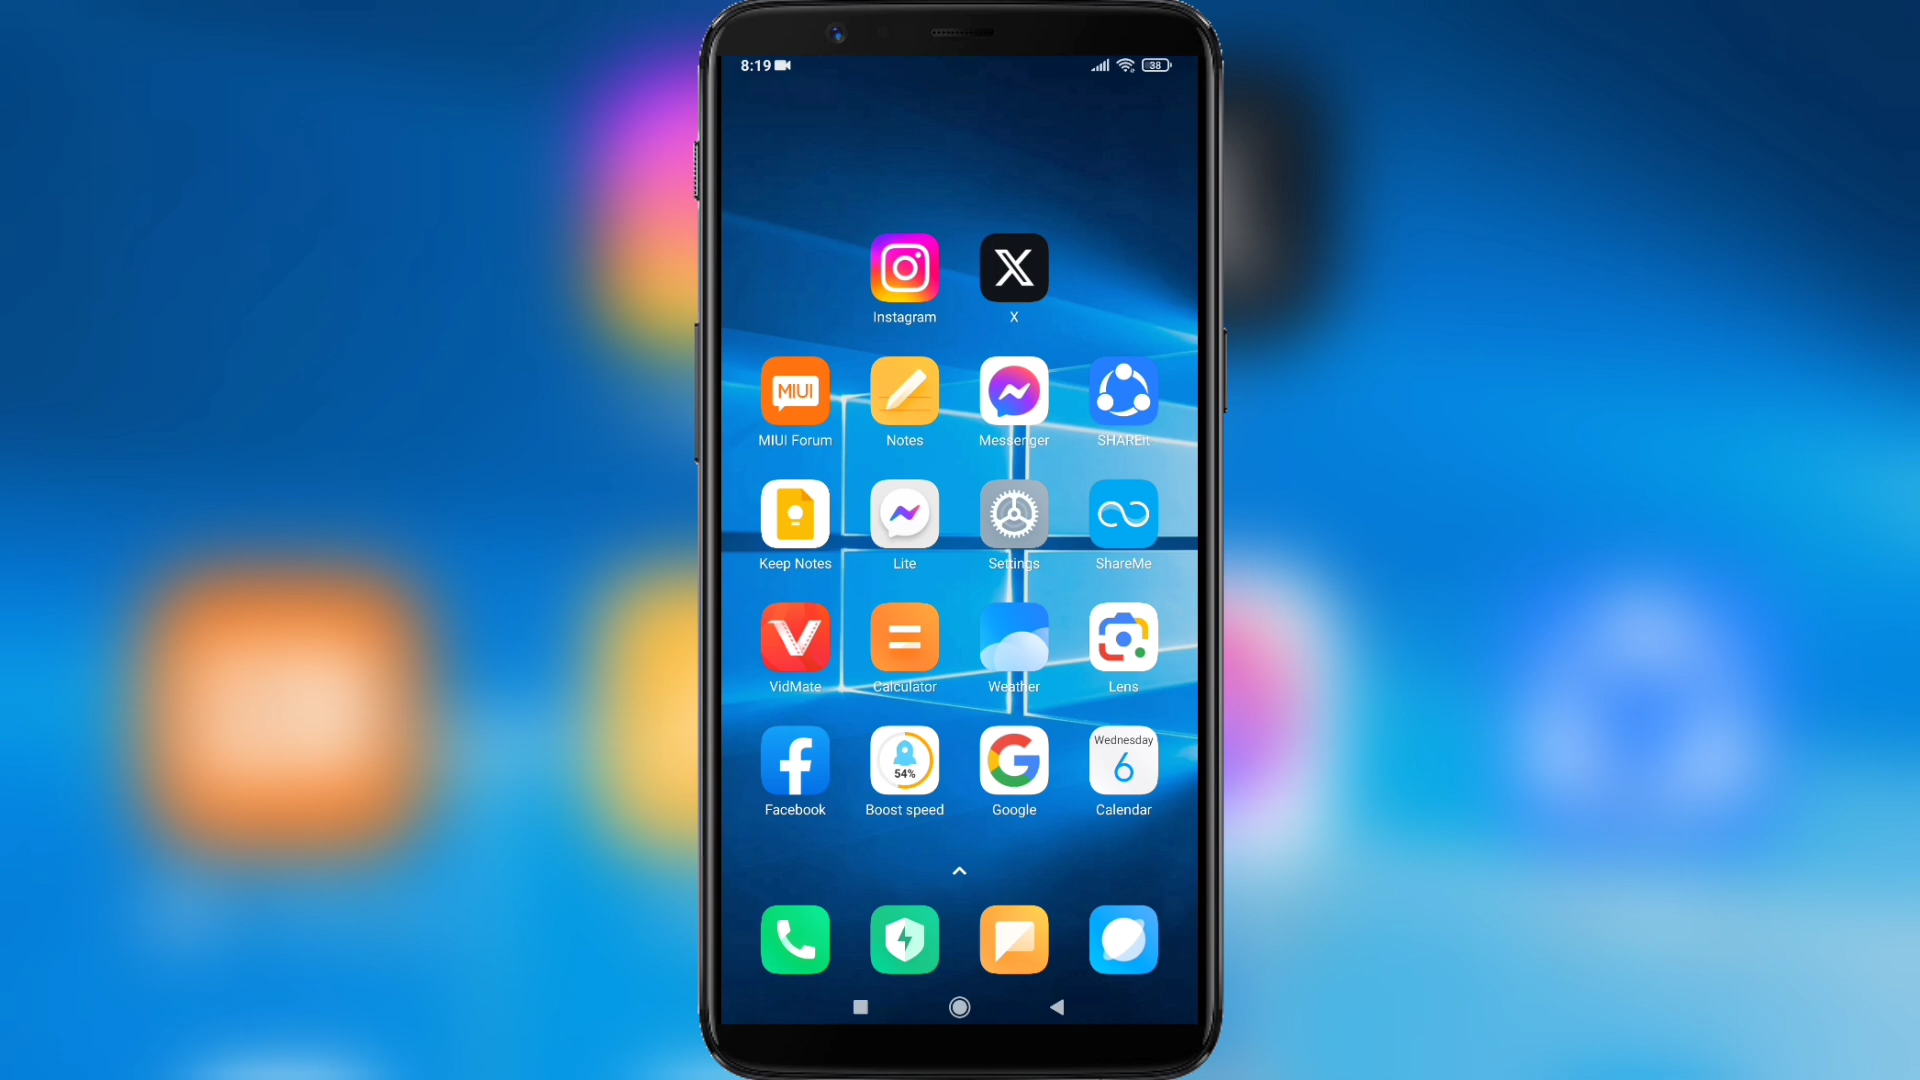 8:19
38
Instagram X
MIUI
MIUI Forum Notes Messenger SHAREit
Keep Notes Lite Settings ShareMe
VidMate Calculator Weather Lens
54%
Wednesday
6
Facebook Boost speed Google Calendar